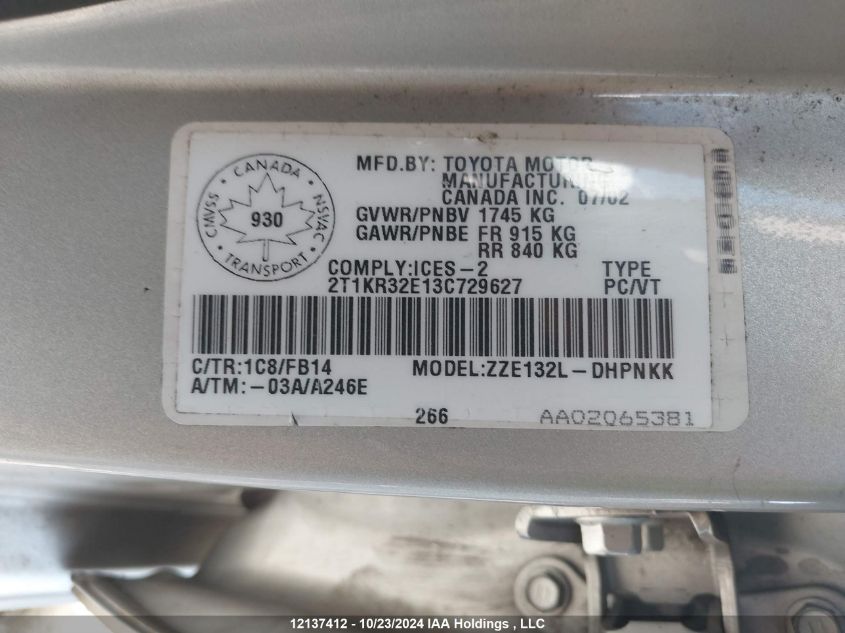 CANADA
CMVSS
930
NSVAC
TRANSPORT
MFD.BY: TOYOTA MOTOR
MANUFACTURING
CANADA INC. 07/02
GVWR/PNBV 1745 KG
GAWR/PNBE FR 915 KG
RR 840 KG
COMPLY:ICES-2 TYPE
2T1KR32E13C729627 PC/VT
C/TR:1C8/FB14 MODEL:ZZE132L-DHPNKK
A/TM:-03A/A246E
266 AA02Q65381
12137412 - 10/23/2024 IAA Holdings , LLC